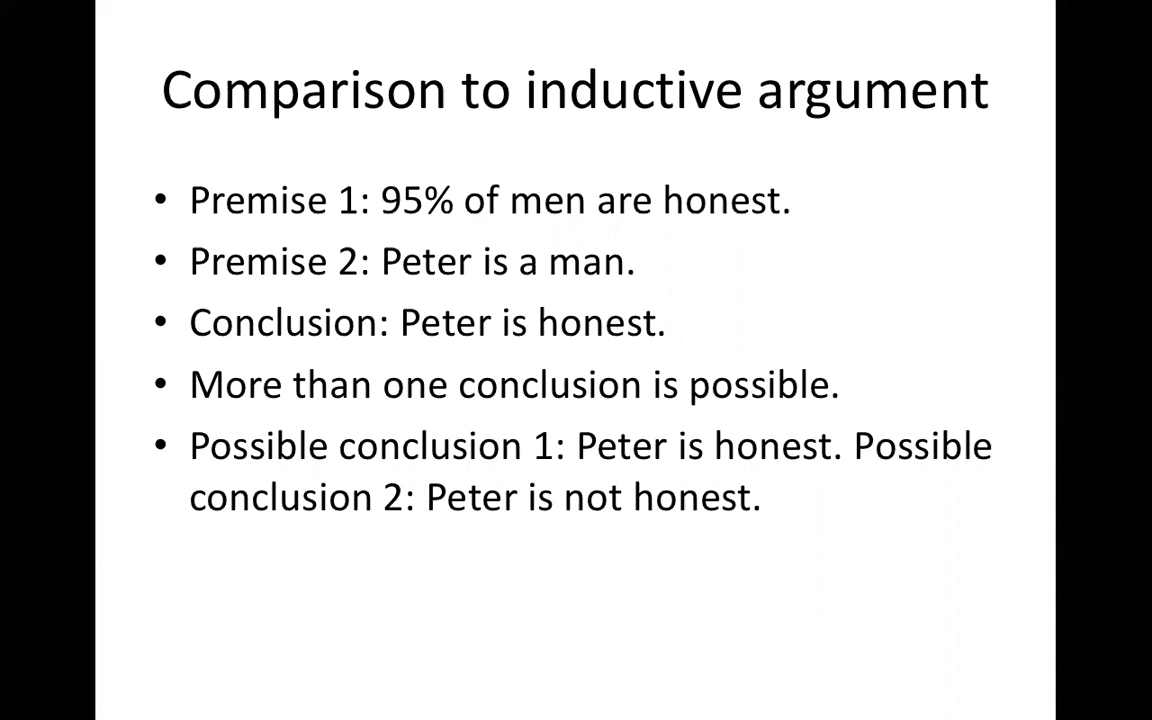 Comparison to inductive argument
• Premise 1: 95% of men are honest.
• Premise 2: Peter is a man.
• Conclusion: Peter is honest.
• More than one conclusion is possible.
• Possible conclusion 1: Peter is honest. Possible
conclusion 2: Peter is not honest.